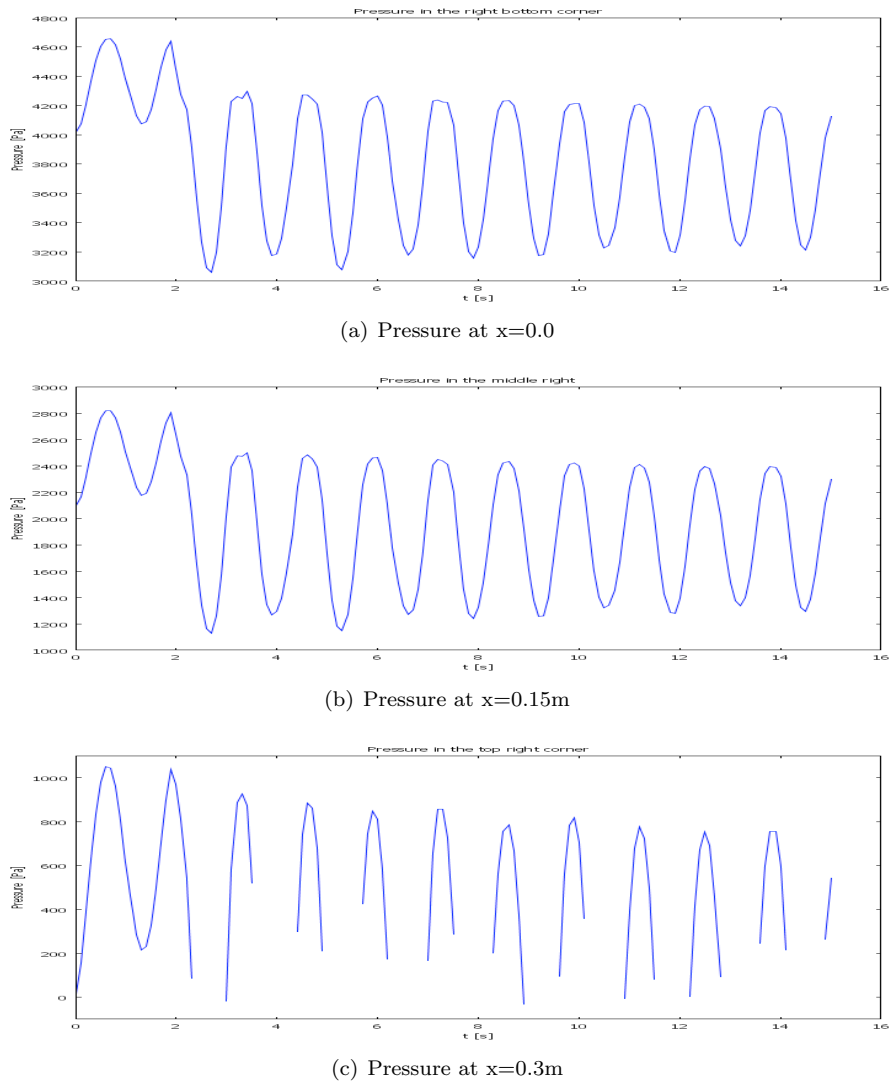 Pressure in the right bottom corner
4800
4600
4400
4200
4000
3800
3600
3400
3200
3000
Pressure [Pa]
0 2 4 6 8 10 12 14 16
t [s]
(a) Pressure at x=0.0
Pressure in the middle right
3000
2800
2600
2400
2200
2000
1800
1600
1400
1200
1000
Pressure [Pa]
0 2 4 6 8 10 12 14 16
t [s]
(b) Pressure at x=0.15m
Pressure in the top right corner
1000
800
600
400
200
0
Pressure [Pa]
0 2 4 6 8 10 12 14 16
t [s]
(c) Pressure at x=0.3m